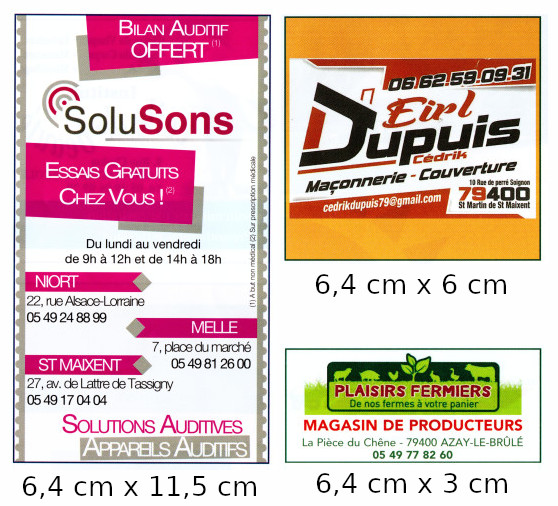 BILAN AUDITIF
OFFERT (1)
SoluSons
ESSAIS GRATUITS
CHEZ VOUS ! (2)
Du lundi au vendredi
de 9h à 12h et de 14h à 18h
(1) A but non médical (2) Sur prescription médicale
NIORT
22, rue Alsace-Lorraine
05 49 24 88 99
MELLE
7, place du marché
05 49 81 26 00
ST MAIXENT
27, av. de Lattre de Tassigny
05 49 17 04 04
SOLUTIONS AUDITIVES
APPAREILS AUDITIFS
6,4 cm x 11,5 cm
06 62 59 09 31
Eirl
Dupuis
Cédrik
Maçonnerie - Couverture
10 Rue de perré Soignon
cedrikdupuis79@gmail.com
79400
St Martin de St Maixent
6,4 cm x 6 cm
PLAISIRS FERMIERS
De nos fermes à votre panier
MAGASIN DE PRODUCTEURS
La Pièce du Chêne - 79400 AZAY-LE-BRÛLÉ
05 49 77 82 60
6,4 cm x 3 cm